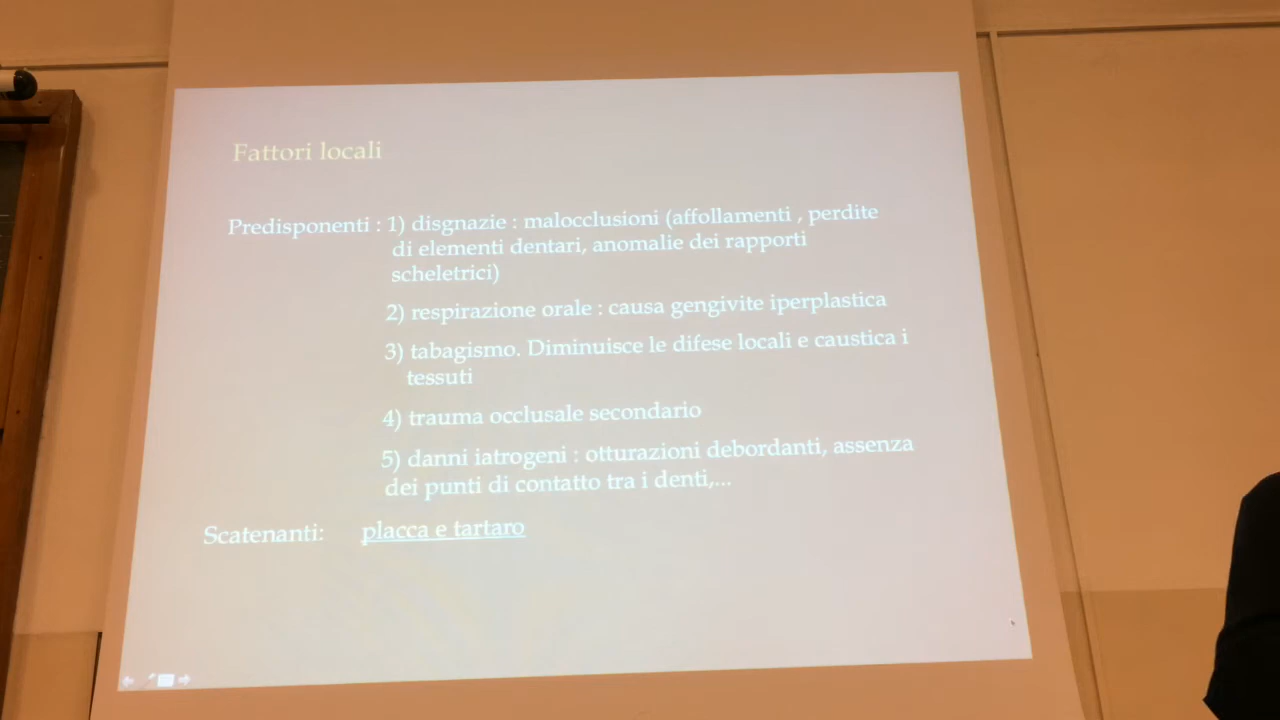 Fattori locali
Predisponenti : 1) disgnazie : malocclusioni (affollamenti , perdite
di elementi dentari, anomalie dei rapporti
scheletrici)
2) respirazione orale : causa gengivite iperplastica
3) tabagismo. Diminuisce le difese locali e caustica i
tessuti
4) trauma occlusale secondario
5) danni iatrogeni : otturazioni debordanti, assenza
dei punti di contatto tra i denti,...
Scatenanti: placca e tartaro